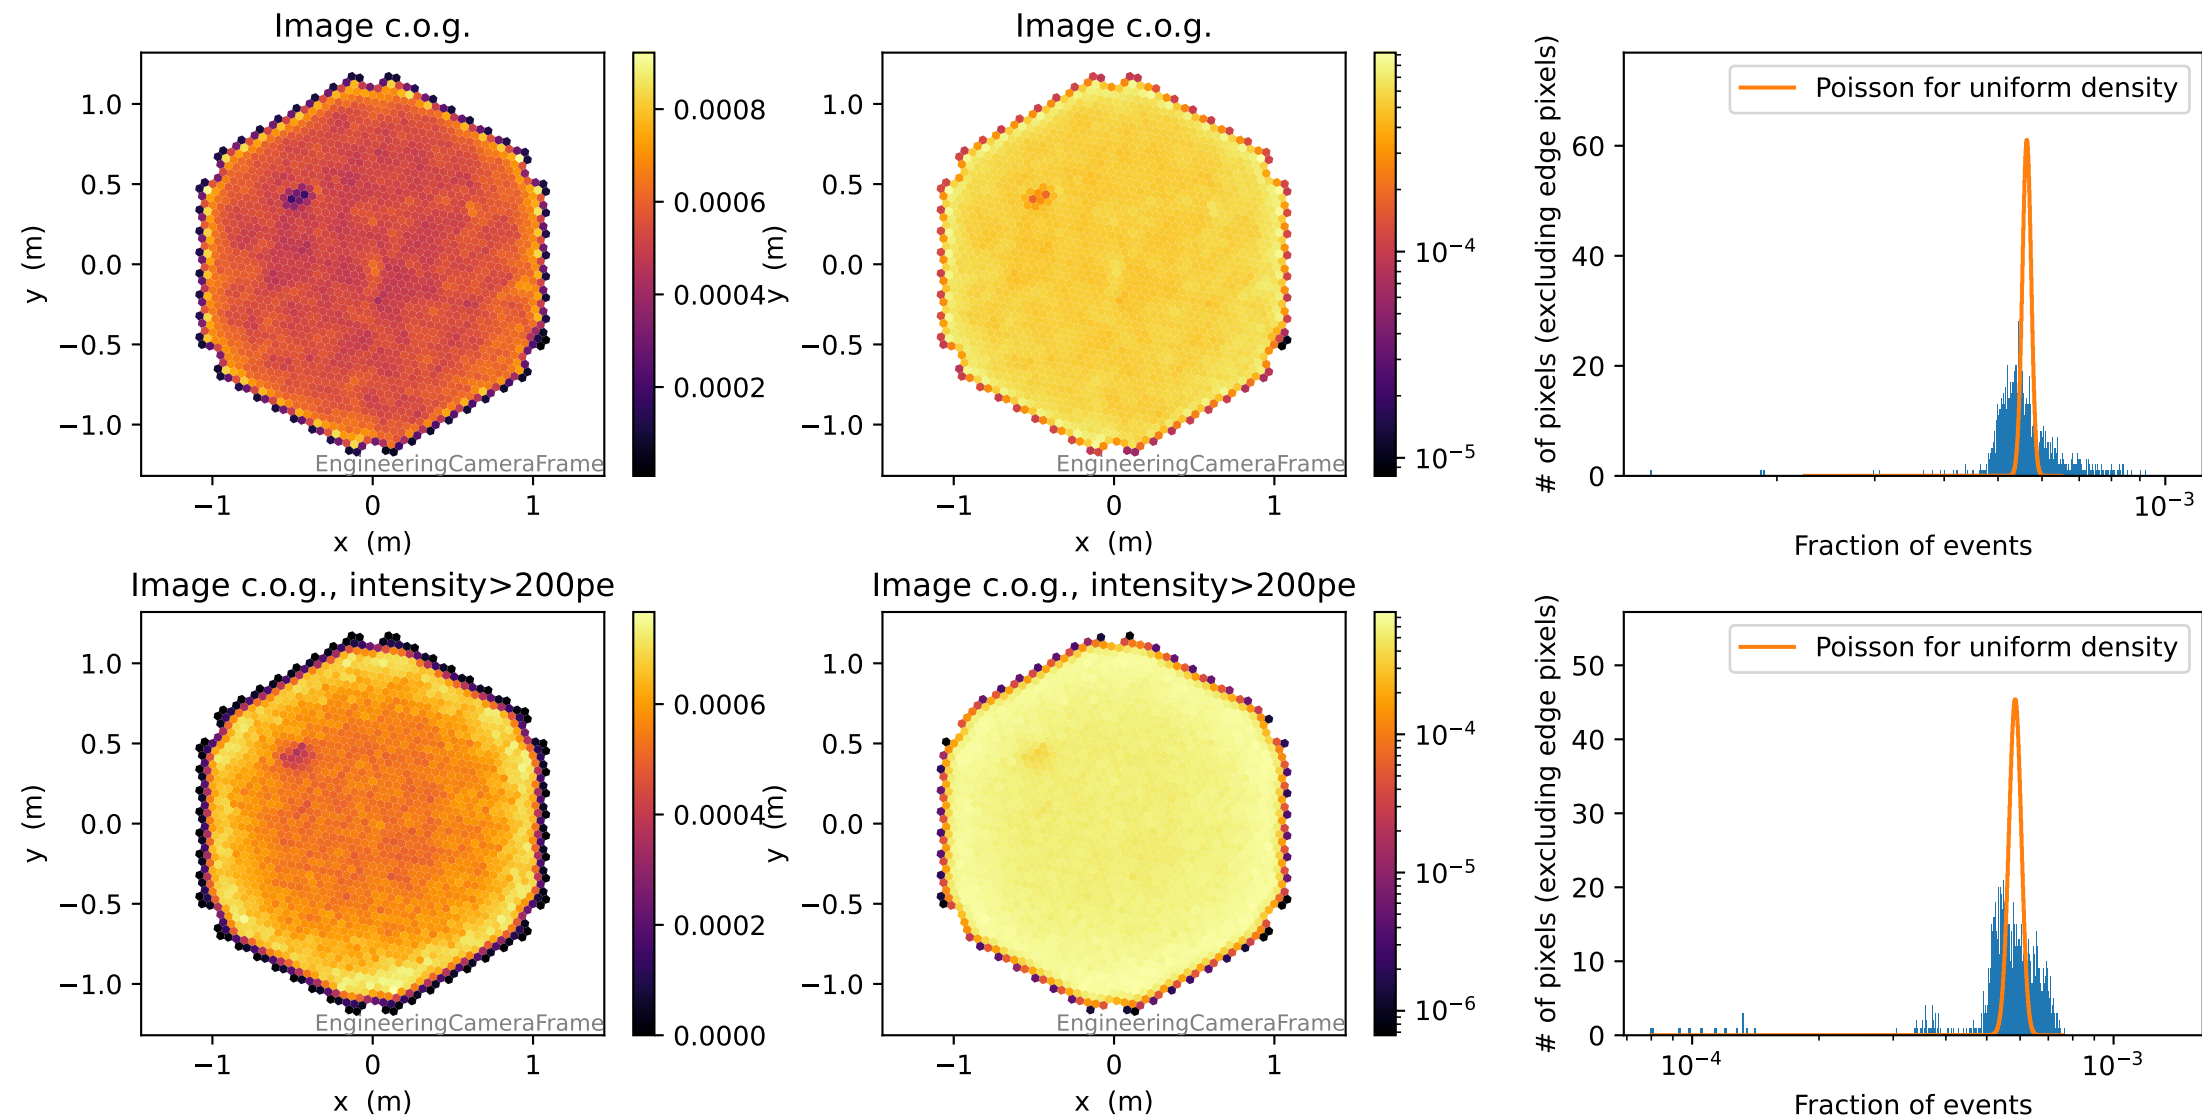 Image c.o.g.
1.0
0.5
0.0
−0.5
−1.0
y (m)
−1
0
1
x (m)
EngineeringCameraFrame
0.0008
0.0006
0.0004
0.0002
Image c.o.g.
1.0
0.5
0.0
−0.5
−1.0
y (m)
−1
0
1
x (m)
EngineeringCameraFrame
10⁻⁴
10⁻⁵
# of pixels (excluding edge pixels)
60
40
20
0
Poisson for uniform density
10⁻³
Fraction of events
Image c.o.g., intensity>200pe
1.0
0.5
0.0
−0.5
−1.0
y (m)
−1
0
1
x (m)
EngineeringCameraFrame
0.0006
0.0004
0.0002
0.0000
Image c.o.g., intensity>200pe
1.0
0.5
0.0
−0.5
−1.0
y (m)
−1
0
1
x (m)
EngineeringCameraFrame
10⁻⁴
10⁻⁵
10⁻⁶
# of pixels (excluding edge pixels)
50
40
30
20
10
0
Poisson for uniform density
10⁻⁴
10⁻³
Fraction of events